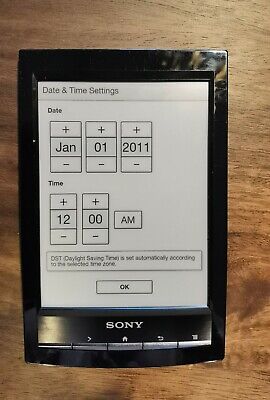 Date & Time Settings
Date
+ + +
Jan 01 2011
− − −
Time
+ +
12 00 AM
− −
DST (Daylight Saving Time) is set automatically according
to the selected time zone.
OK
SONY